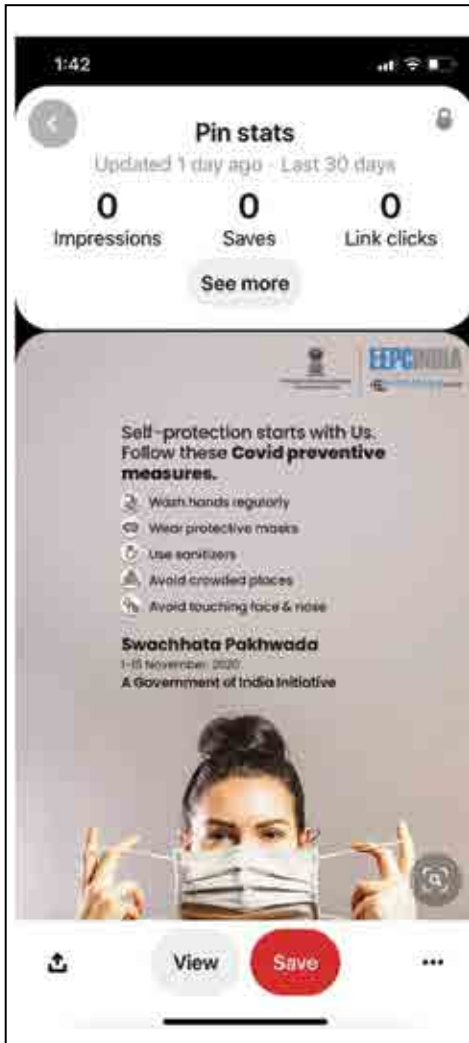 1:42
Pin stats
Updated 1 day ago · Last 30 days
0 0 0
Impressions Saves Link clicks
See more
EEPCINDIA
Self-protection starts with Us.
Follow these Covid preventive
measures.
Wash hands regularly
Wear protective masks
Use sanitizers
Avoid crowded places
Avoid touching face & nose
Swachhata Pakhwada
1-15 November, 2020
A Government of India Initiative
View Save